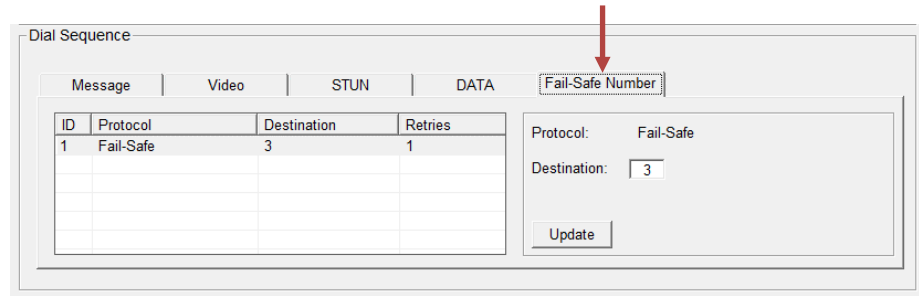 Dial Sequence
Message Video STUN DATA Fail-Safe Number
ID Protocol Destination Retries
1 Fail-Safe 3 1
Protocol: Fail-Safe
Destination: 3
Update